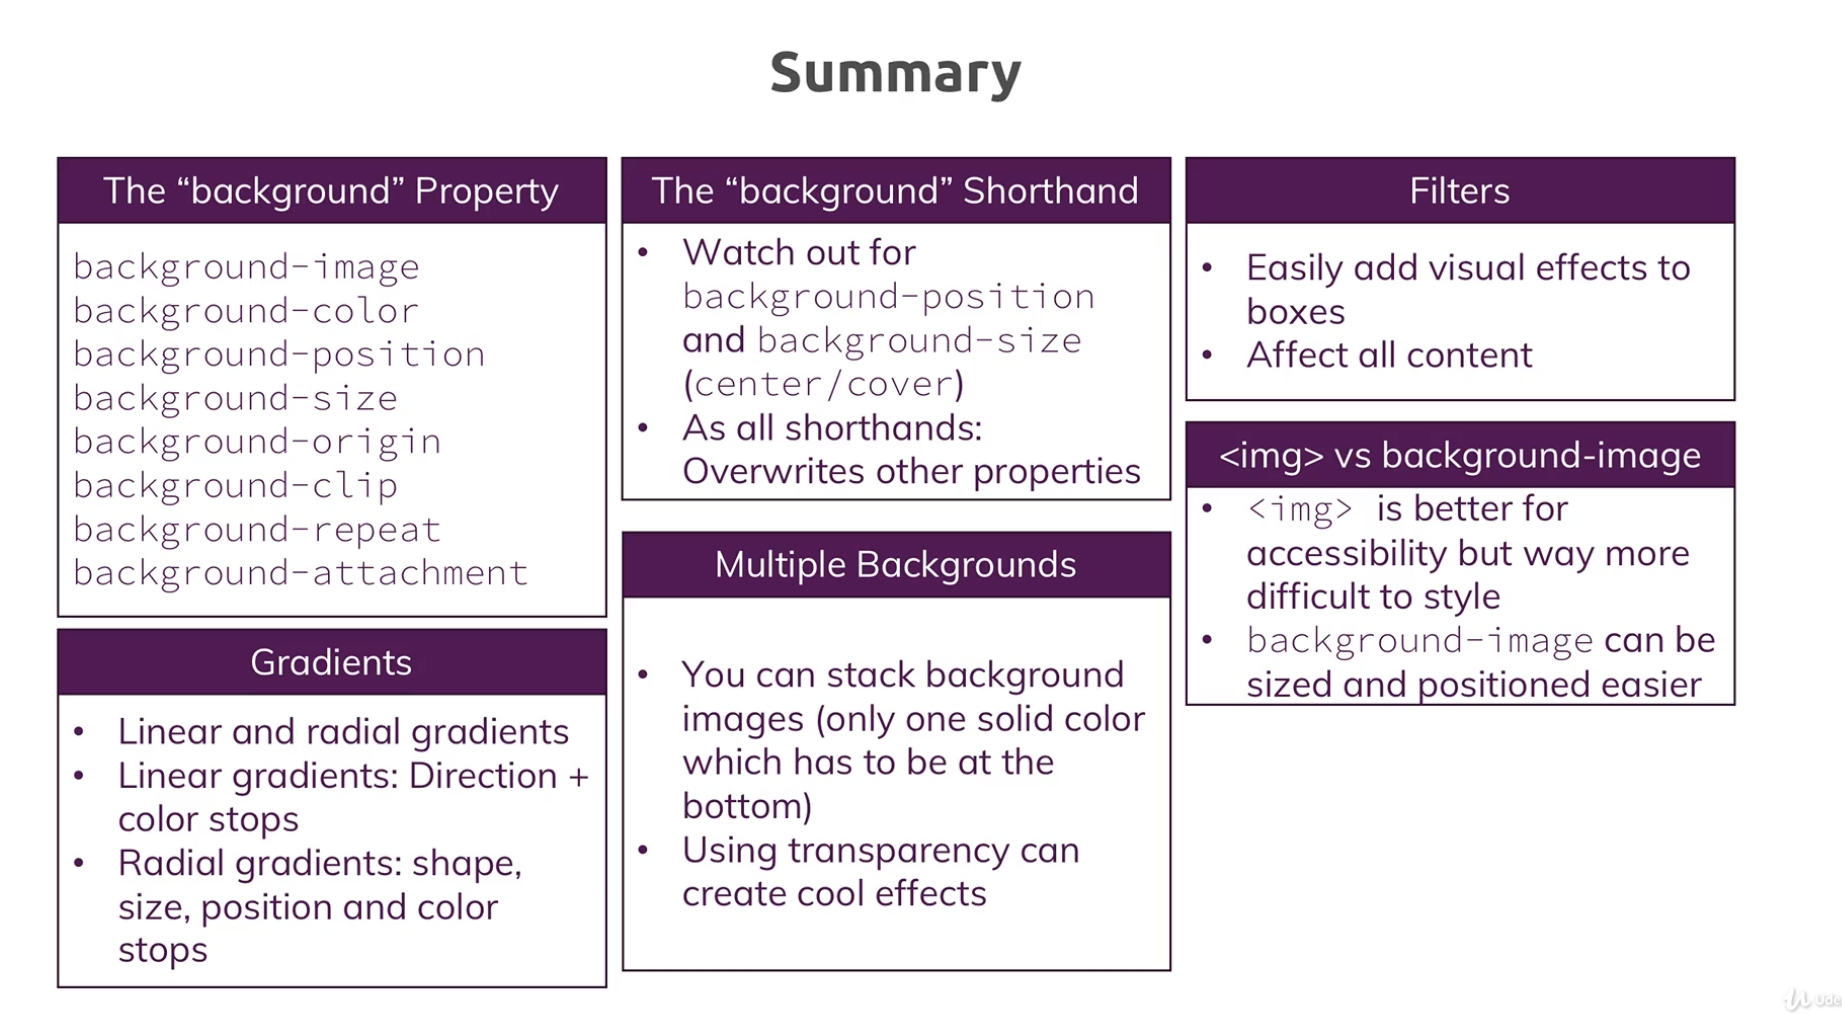 Summary
The “background” Property
background-image
background-color
background-position
background-size
background-origin
background-clip
background-repeat
background-attachment
Gradients
• Linear and radial gradients
• Linear gradients: Direction +
color stops
• Radial gradients: shape,
size, position and color
stops
The “background” Shorthand
• Watch out for
background-position
and background-size
(center/cover)
• As all shorthands:
Overwrites other properties
Multiple Backgrounds
• You can stack background
images (only one solid color
which has to be at the
bottom)
• Using transparency can
create cool effects
Filters
• Easily add visual effects to
boxes
• Affect all content
<img> vs background-image
• <img> is better for
accessibility but way more
difficult to style
• background-image can be
sized and positioned easier
Ude